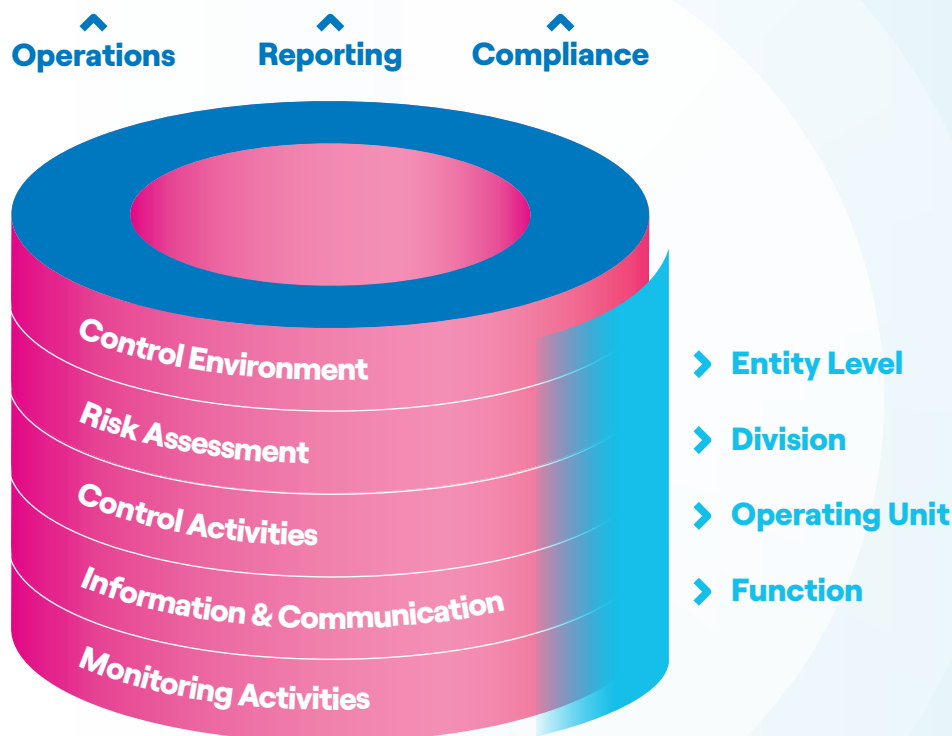 Operations
Reporting
Compliance
Control Environment
Risk Assessment
Control Activities
Information & Communication
Monitoring Activities
Entity Level
Division
Operating Unit
Function